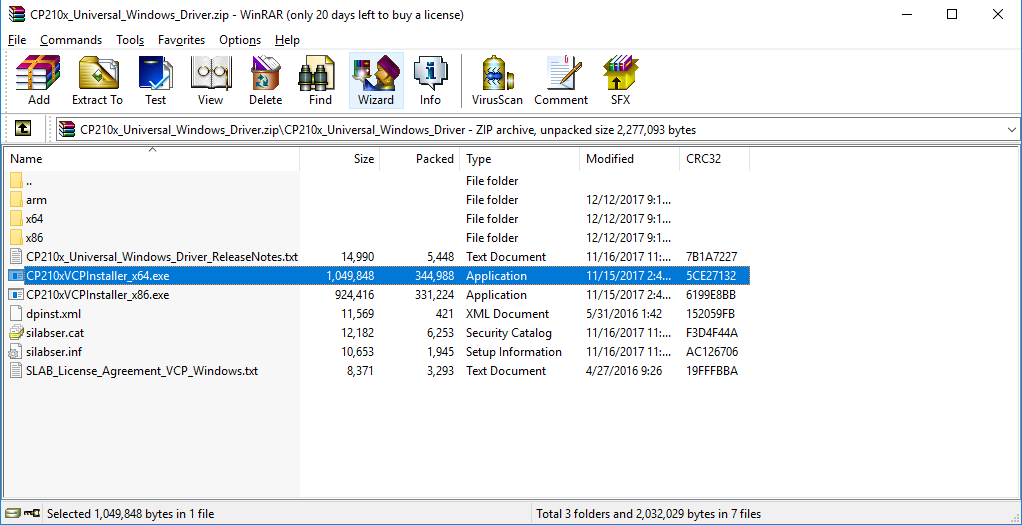 CP210x_Universal_Windows_Driver.zip - WinRAR (only 20 days left to buy a license)
File Commands Tools Favorites Options Help
Add Extract To Test View Delete Find Wizard Info VirusScan Comment SFX
CP210x_Universal_Windows_Driver.zip\CP210x_Universal_Windows_Driver - ZIP archive, unpacked size 2,277,093 bytes
Name Size Packed Type Modified CRC32
.. File folder
arm File folder 12/12/2017 9:1...
x64 File folder 12/12/2017 9:1...
x86 File folder 12/12/2017 9:1...
CP210x_Universal_Windows_Driver_ReleaseNotes.txt 14,990 5,448 Text Document 11/16/2017 11:... 7B1A7227
CP210xVCPInstaller_x64.exe 1,049,848 344,988 Application 11/15/2017 2:4... 5CE27132
CP210xVCPInstaller_x86.exe 924,416 331,224 Application 11/15/2017 2:4... 6199E8BB
dpinst.xml 11,569 421 XML Document 5/31/2016 1:42 152059FB
silabser.cat 12,182 6,253 Security Catalog 11/16/2017 11:... F3D4F44A
silabser.inf 10,653 1,945 Setup Information 11/16/2017 11:... AC126706
SLAB_License_Agreement_VCP_Windows.txt 8,371 3,293 Text Document 4/27/2016 9:26 19FFFBBA
Selected 1,049,848 bytes in 1 file Total 3 folders and 2,032,029 bytes in 7 files